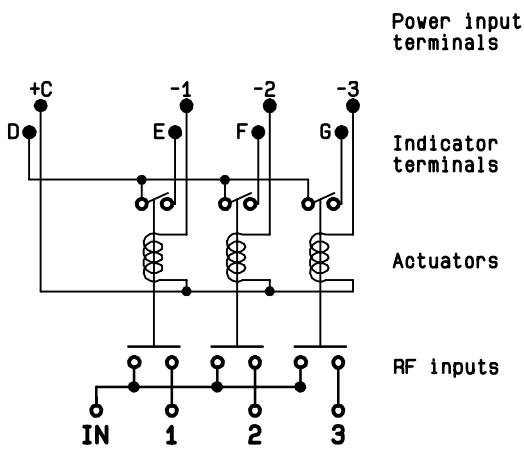 Power input
terminals
+C -1 -2 -3
D E F G
Indicator
terminals
Actuators
RF inputs
IN 1 2 3